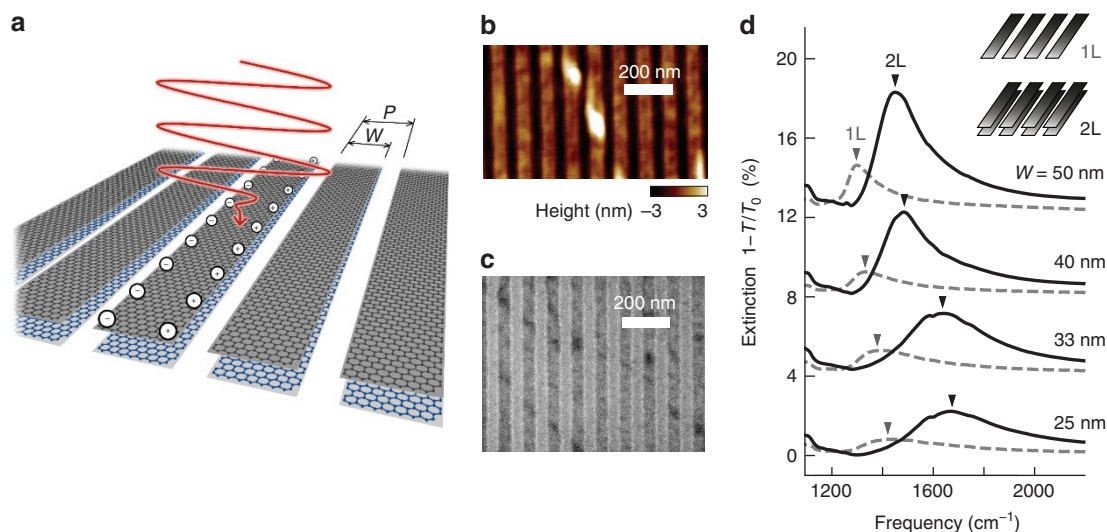 a
P
W
b
200 nm
Height (nm) −3 3
c
200 nm
d
Extinction 1−T/T0 (%)
20
16
12
8
4
0
2L
1L
1L
2L
W = 50 nm
40 nm
33 nm
25 nm
1200 1600 2000
Frequency (cm−1)